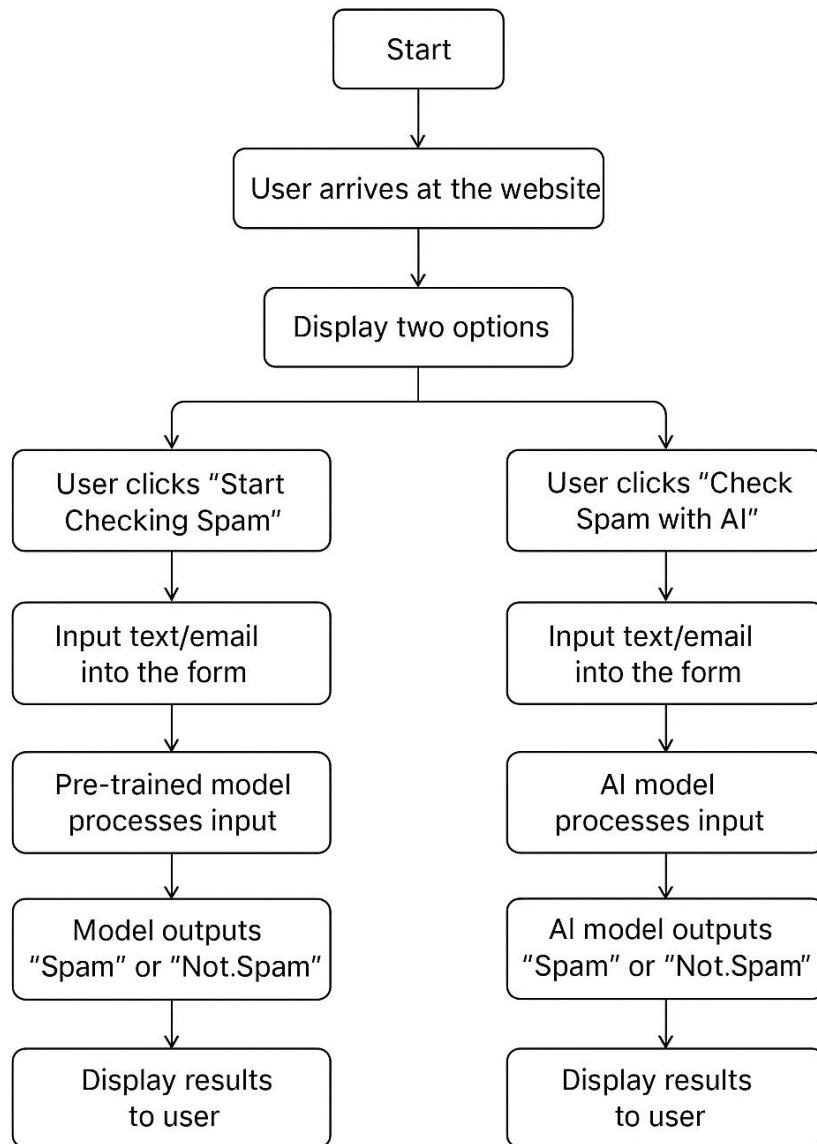 Start
User arrives at the website
Display two options
User clicks “Start
Checking Spam”
Input text/email
into the form
Pre-trained model
processes input
Model outputs
“Spam” or “Not.Spam”
Display results
to user
User clicks “Check
Spam with AI”
Input text/email
into the form
AI model
processes input
AI model outputs
“Spam” or “Not.Spam”
Display results
to user